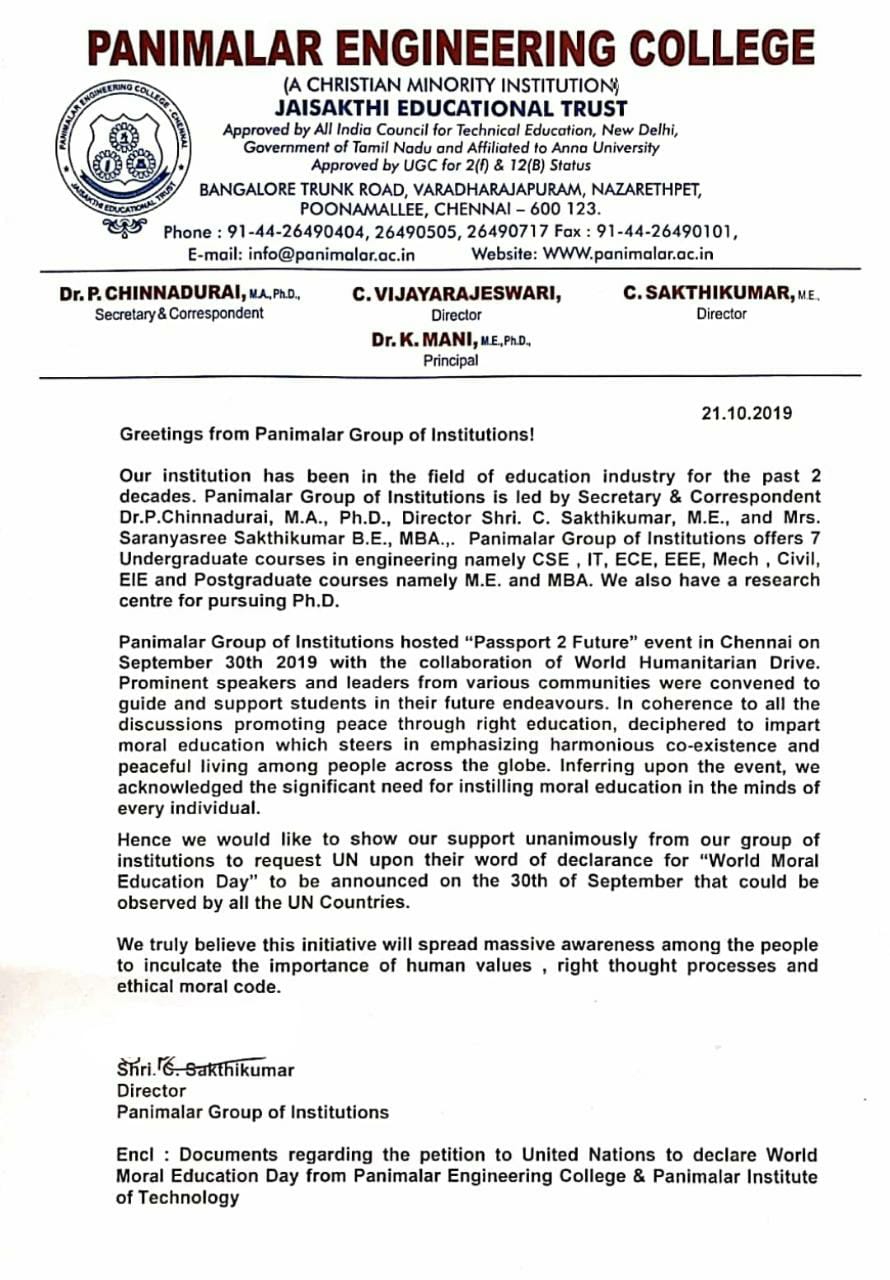 PANIMALAR ENGINEERING COLLEGE
(A CHRISTIAN MINORITY INSTITUTION)
JAISAKTHI EDUCATIONAL TRUST
Approved by All India Council for Technical Education, New Delhi,
Government of Tamil Nadu and Affiliated to Anna University
Approved by UGC for 2(f) & 12(B) Status
BANGALORE TRUNK ROAD, VARADHARAJAPURAM, NAZARETHPET,
POONAMALLEE, CHENNAI – 600 123.
Phone : 91-44-26490404, 26490505, 26490717 Fax : 91-44-26490101,
E-mail: info@panimalar.ac.in Website: WWW.panimalar.ac.in
PANIMALAR ENGINEERING COLLEGE - CHENNAI
JAISAKTHI EDUCATIONAL TRUST
Dr. P. CHINNADURAI, M.A., Ph.D., C. VIJAYARAJESWARI, C. SAKTHIKUMAR, M.E.,
Secretary & Correspondent Director Director
Dr. K. MANI, M.E., Ph.D.,
Principal
21.10.2019
Greetings from Panimalar Group of Institutions!
Our institution has been in the field of education industry for the past 2
decades. Panimalar Group of Institutions is led by Secretary & Correspondent
Dr.P.Chinnadurai, M.A., Ph.D., Director Shri. C. Sakthikumar, M.E., and Mrs.
Saranyasree Sakthikumar B.E., MBA.,. Panimalar Group of Institutions offers 7
Undergraduate courses in engineering namely CSE , IT, ECE, EEE, Mech , Civil,
EIE and Postgraduate courses namely M.E. and MBA. We also have a research
centre for pursuing Ph.D.
Panimalar Group of Institutions hosted “Passport 2 Future” event in Chennai on
September 30th 2019 with the collaboration of World Humanitarian Drive.
Prominent speakers and leaders from various communities were convened to
guide and support students in their future endeavours. In coherence to all the
discussions promoting peace through right education, deciphered to impart
moral education which steers in emphasizing harmonious co-existence and
peaceful living among people across the globe. Inferring upon the event, we
acknowledged the significant need for instilling moral education in the minds of
every individual.
Hence we would like to show our support unanimously from our group of
institutions to request UN upon their word of declarance for “World Moral
Education Day” to be announced on the 30th of September that could be
observed by all the UN Countries.
We truly believe this initiative will spread massive awareness among the people
to inculcate the importance of human values , right thought processes and
ethical moral code.
Shri. C. Sakthikumar
Director
Panimalar Group of Institutions
Encl : Documents regarding the petition to United Nations to declare World
Moral Education Day from Panimalar Engineering College & Panimalar Institute
of Technology